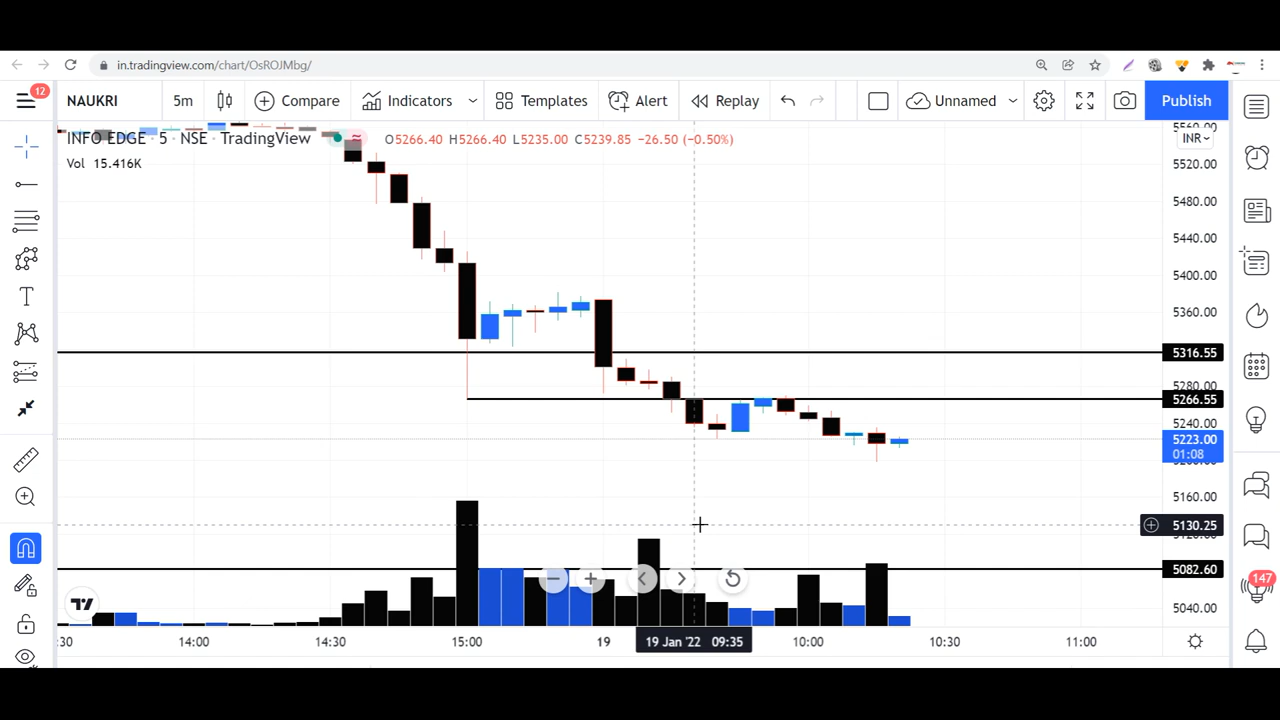 in.tradingview.com/chart/OsROJMbg/
12
NAUKRI 5m Compare Indicators Templates Alert Replay Unnamed Publish
INFO EDGE · 5 · NSE TradingView O5266.40 H5266.40 L5235.00 C5239.85 −26.50 (−0.50%)
Vol 15.416K
INR
5520.00
5480.00
5440.00
5400.00
5360.00
5316.55
5280.00
5266.55
5240.00
5223.00
01:08
5160.00
5130.25
5082.60
5040.00
147
:30 14:00 14:30 15:00 19 19 Jan '22 09:35 10:00 10:30 11:00